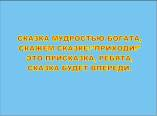 СКАЗКА МУДРОСТЬЮ БОГАТА,
СКАЖЕМ СКАЗКЕ:"ПРИХОДИ!"
ЭТО ПРИСКАЗКА, РЕБЯТА,
СКАЗКА БУДЕТ ВПЕРЕДИ.